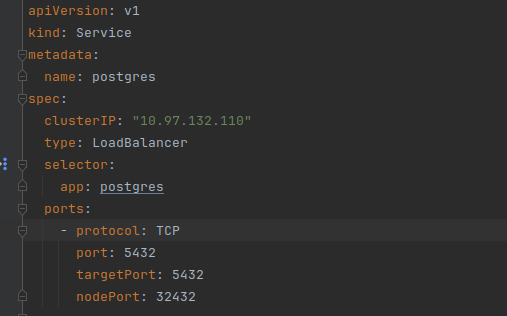 apiVersion: v1
kind: Service
metadata:
  name: postgres
spec:
  clusterIP: "10.97.132.110"
  type: LoadBalancer
  selector:
    app: postgres
  ports:
    - protocol: TCP
      port: 5432
      targetPort: 5432
      nodePort: 32432